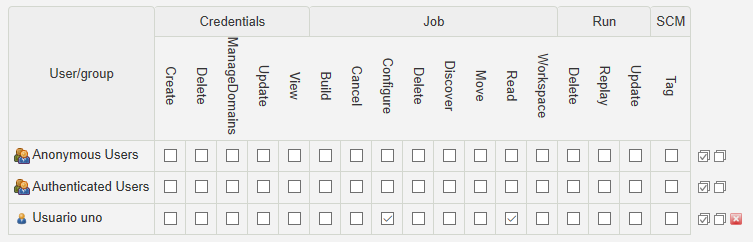 User/group Credentials Job Run SCM
Create Delete ManageDomains Update View Build Cancel Configure Delete Discover Move Read Workspace Delete Replay Update Tag
Anonymous Users
Authenticated Users
Usuario uno